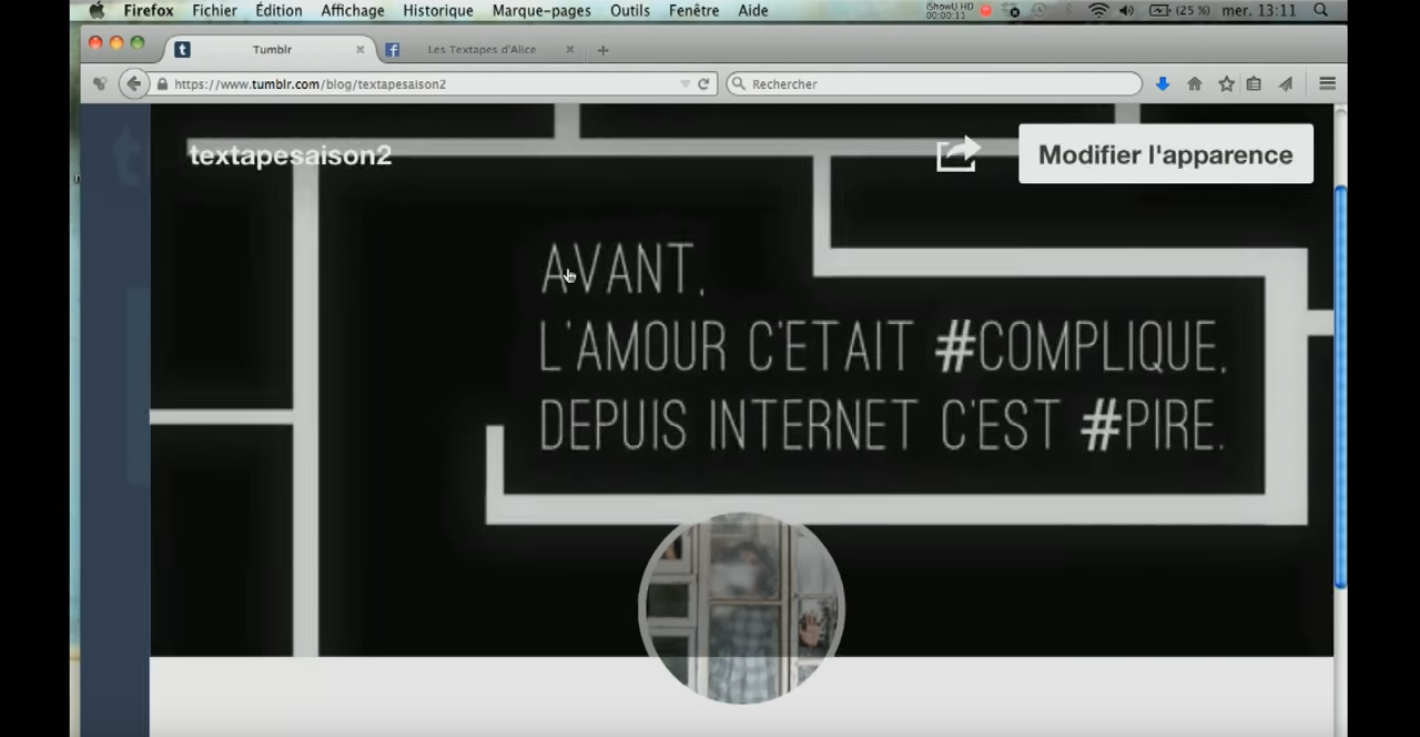 Firefox Fichier Édition Affichage Historique Marque-pages Outils Fenêtre Aide iShowU HD 00:00:11 (25 %) mer. 13:11
t Tumblr f Les Textapes d'Alice
https://www.tumblr.com/blog/textapesaison2 Rechercher
textapesaison2 Modifier l'apparence
AVANT,
L'AMOUR C'ETAIT #COMPLIQUE,
DEPUIS INTERNET C'EST #PIRE.